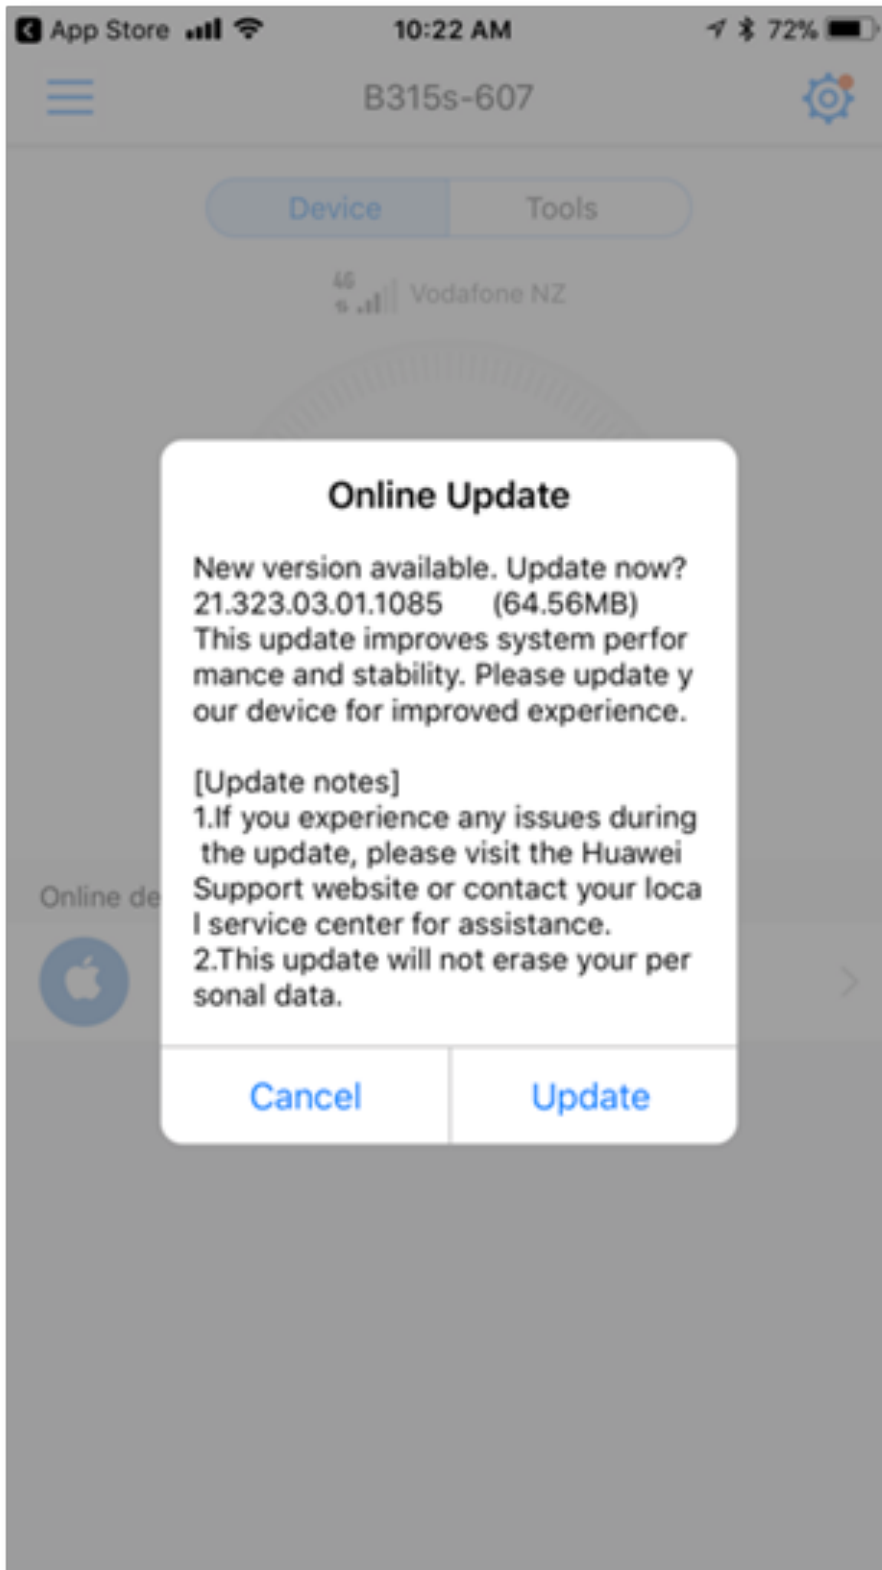 App Store
10:22 AM
72%
B315s-607
Device
Tools
4G
Vodafone NZ
Online Update
New version available. Update now?
21.323.03.01.1085 (64.56MB)
This update improves system perfor
mance and stability. Please update y
our device for improved experience.
[Update notes]
1.If you experience any issues during
the update, please visit the Huawei
Support website or contact your loca
l service center for assistance.
2.This update will not erase your per
sonal data.
Online de
Cancel
Update